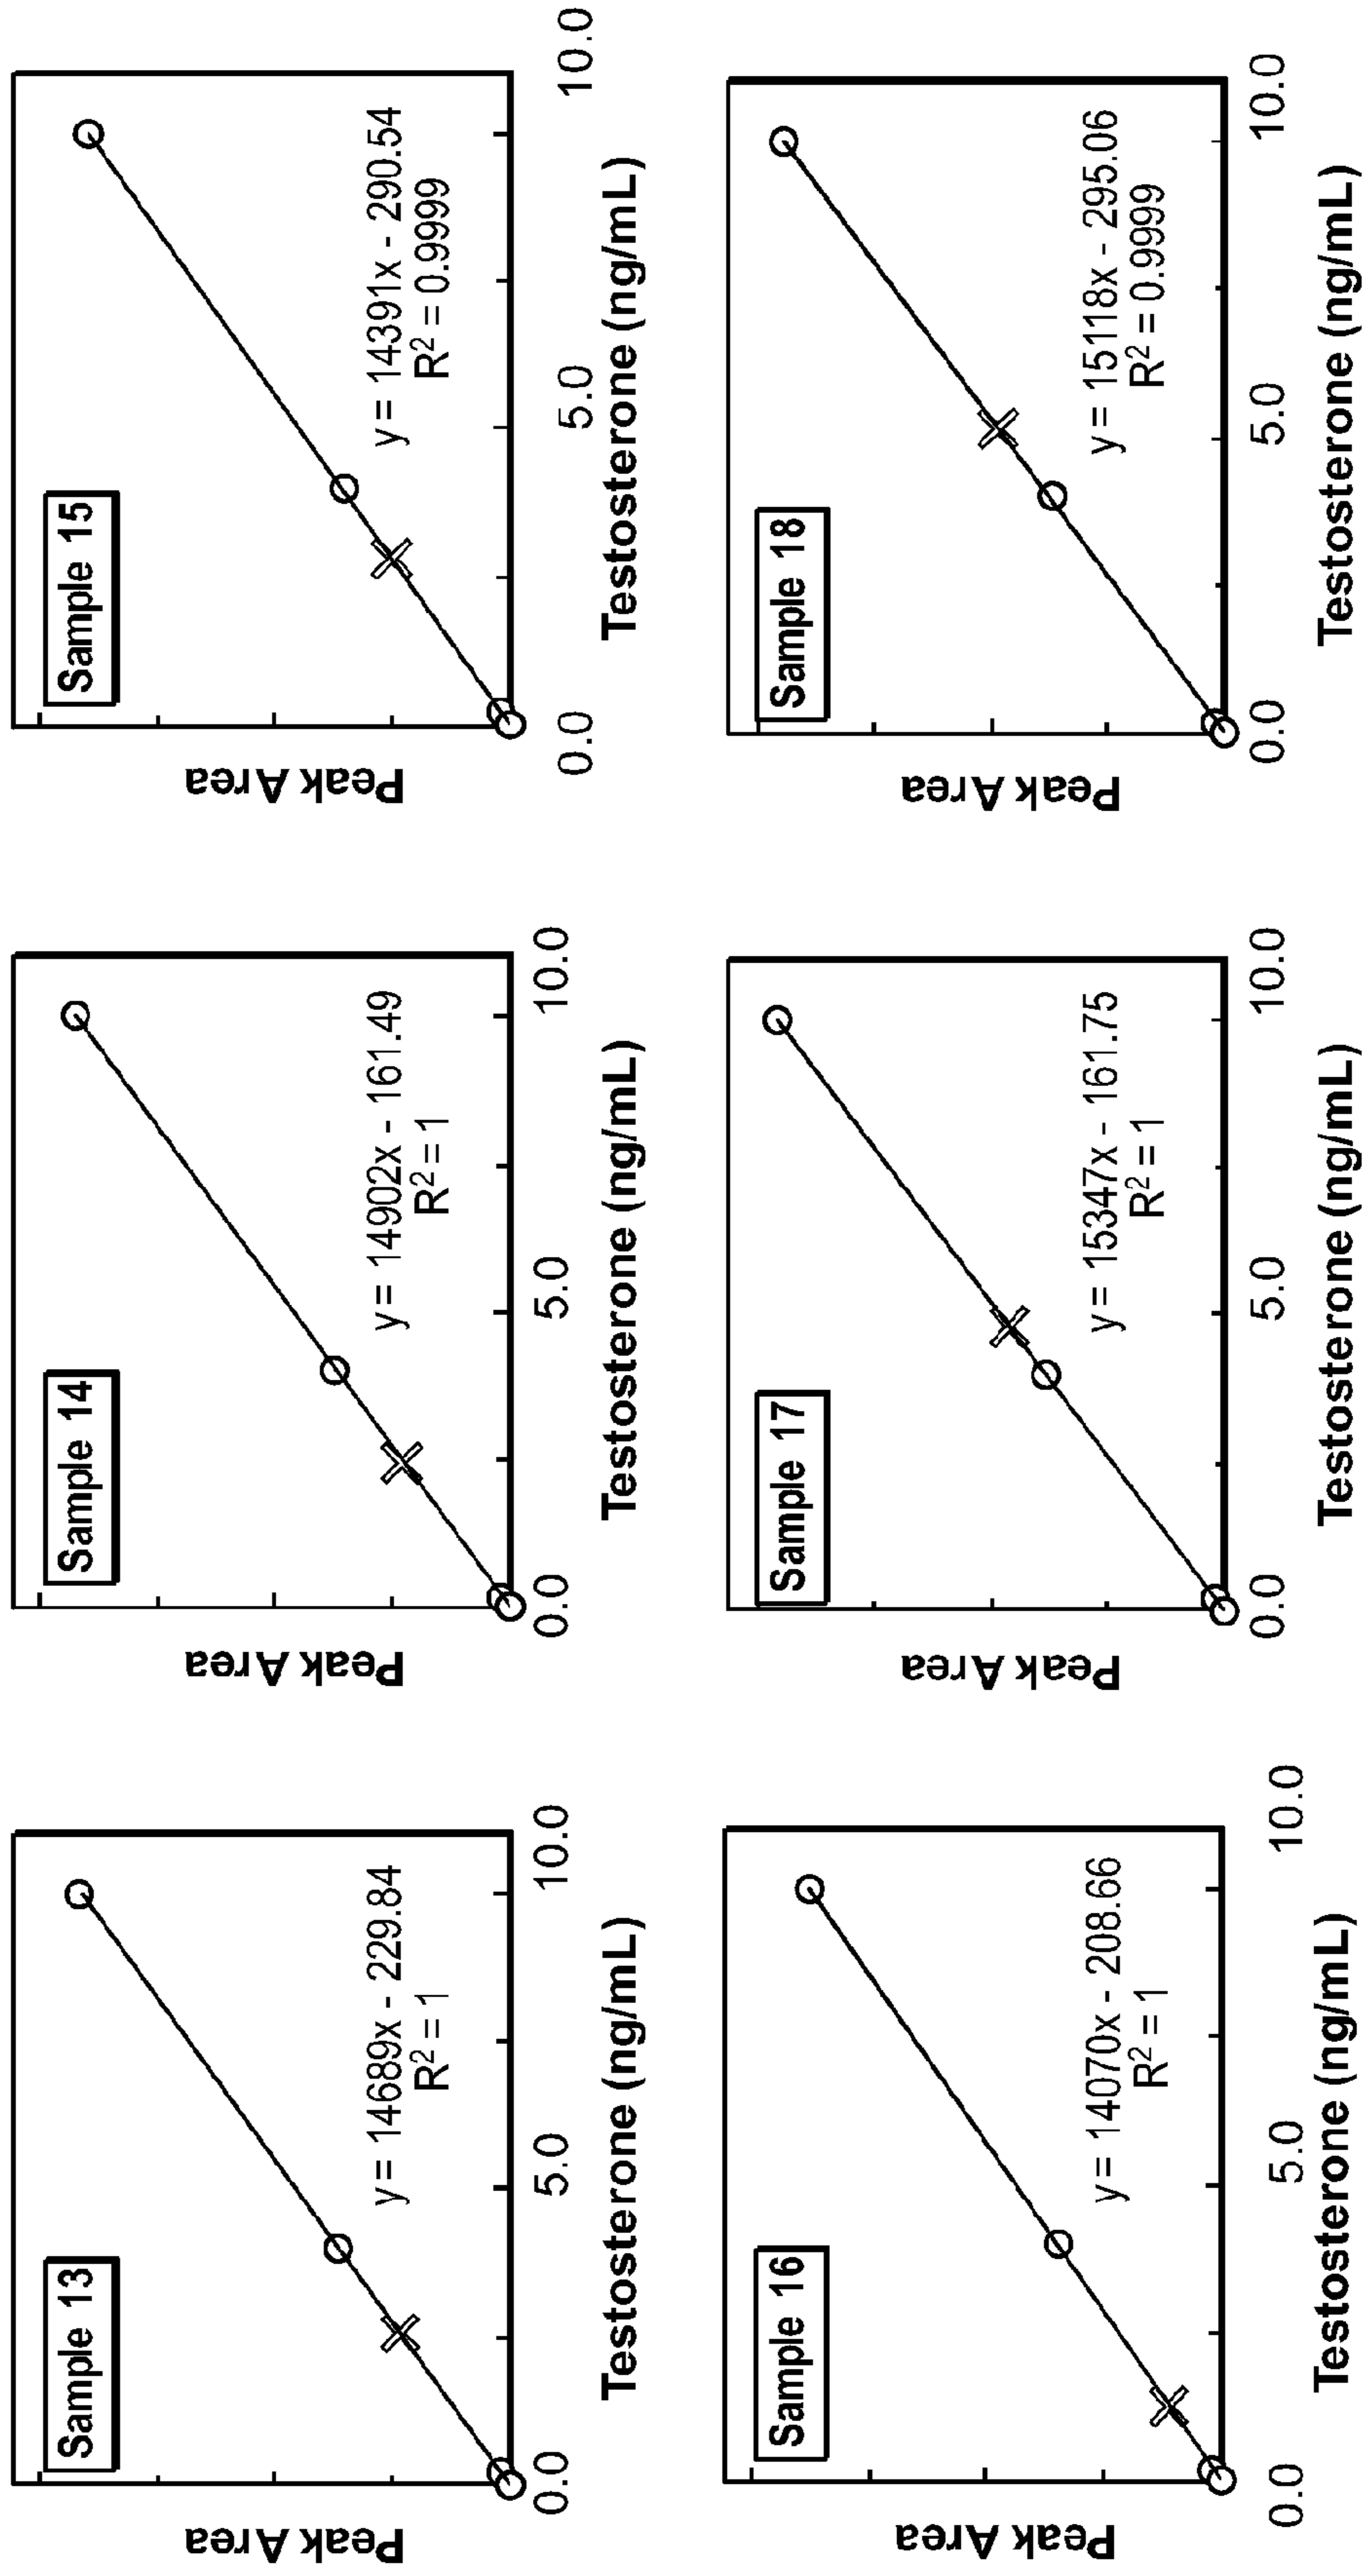 Sample 13
Peak Area
y = 14689x - 229.84
R² = 1
0.0
5.0
10.0
Testosterone (ng/mL)
Sample 14
Peak Area
y = 14902x - 161.49
R² = 1
0.0
5.0
10.0
Testosterone (ng/mL)
Sample 15
Peak Area
y = 14391x - 290.54
R² = 0.9999
0.0
5.0
10.0
Testosterone (ng/mL)
Sample 16
Peak Area
y = 14070x - 208.66
R² = 1
0.0
5.0
10.0
Testosterone (ng/mL)
Sample 17
Peak Area
y = 15347x - 161.75
R² = 1
0.0
5.0
10.0
Testosterone (ng/mL)
Sample 18
Peak Area
y = 15118x - 295.06
R² = 0.9999
0.0
5.0
10.0
Testosterone (ng/mL)